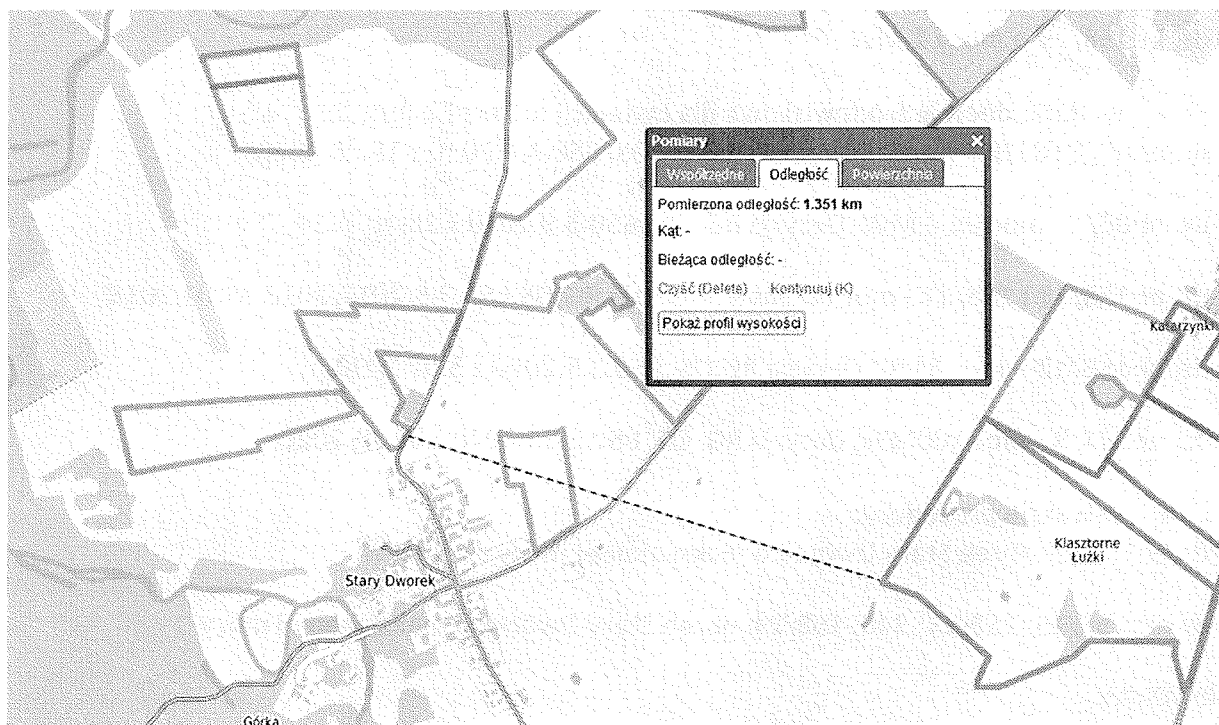 Pomiary
Współrzędne Odległość Powierzchnia
Pomierzona odległość: 1.351 km
Kąt: -
Bieżąca odległość: -
Czyść (Delete) Kontynuuj (K)
Pokaż profil wysokości
Katarzynki
Klasztorne
Łużki
Stary Dworek
Górka